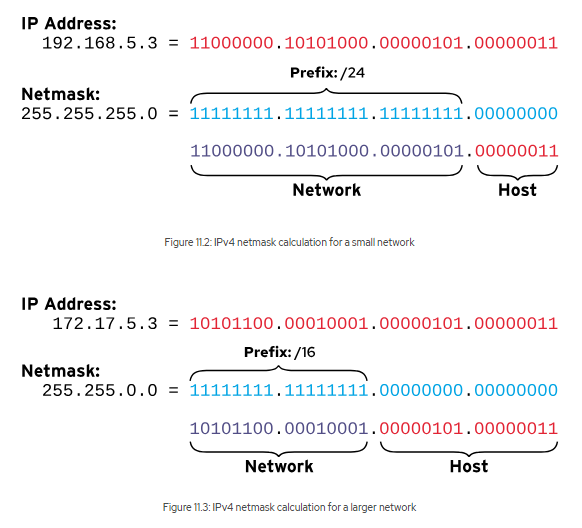 IP Address:
192.168.5.3 = 11000000.10101000.00000101.00000011
Prefix: /24
Netmask:
255.255.255.0 = 11111111.11111111.11111111.00000000
11000000.10101000.00000101.00000011
Network Host
Figure 11.2: IPv4 netmask calculation for a small network
IP Address:
172.17.5.3 = 10101100.00010001.00000101.00000011
Prefix: /16
Netmask:
255.255.0.0 = 11111111.11111111.00000000.00000000
10101100.00010001.00000101.00000011
Network Host
Figure 11.3: IPv4 netmask calculation for a larger network